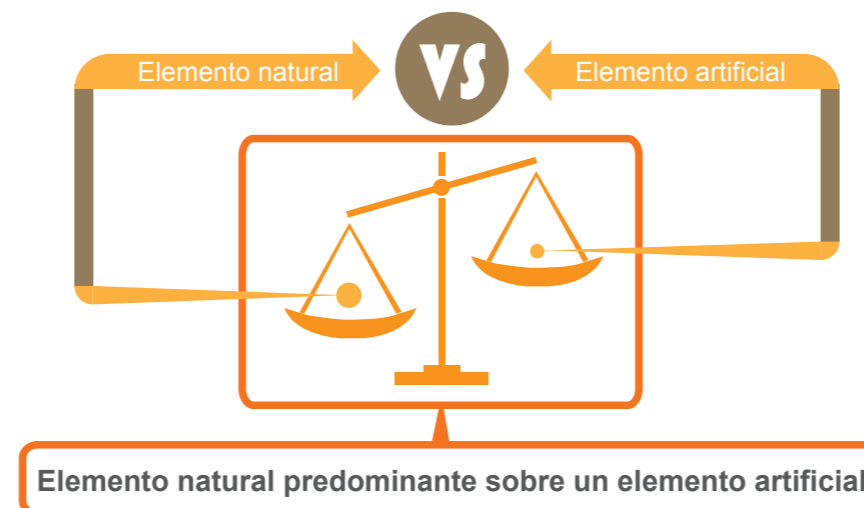 Elemento natural
VS
Elemento artificial
Elemento natural predominante sobre un elemento artificial